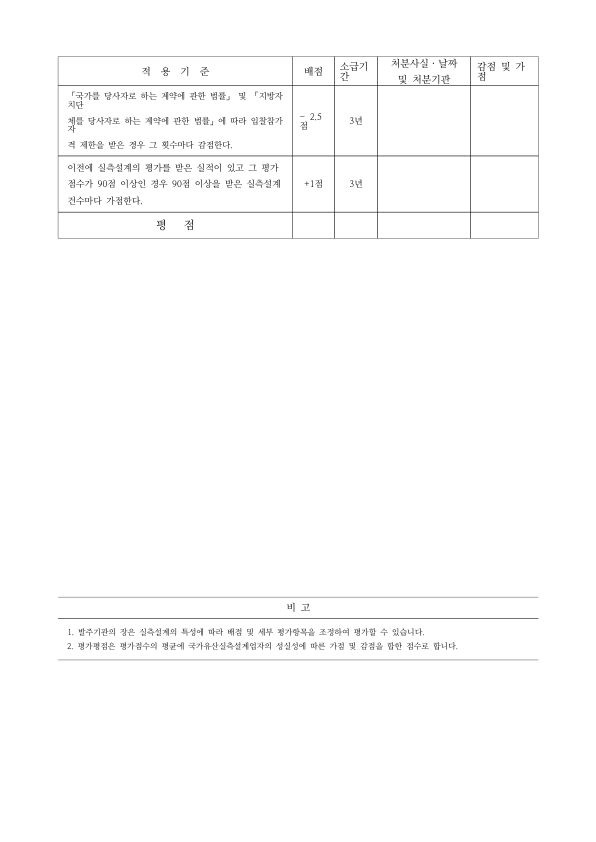 적 용 기 준
배점
소급기
간
처분사실ㆍ날짜
및 처분기관
감점 및 가
점
「국가를 당사자로 하는 계약에 관한 법률」 및 「지방자
치단
체를 당사자로 하는 계약에 관한 법률」에 따라 입찰참가
자
격 제한을 받은 경우 그 횟수마다 감점한다.
- 2.5
점
3년
이전에 실측설계의 평가를 받은 실적이 있고 그 평가
점수가 90점 이상인 경우 90점 이상을 받은 실측설계
건수마다 가점한다.
+1점
3년
평 점
비 고
1. 발주기관의 장은 실측설계의 특성에 따라 배점 및 세부 평가항목을 조정하여 평가할 수 있습니다.
2. 평가평점은 평가점수의 평균에 국가유산실측설계업자의 성실성에 따른 가점 및 감점을 합한 점수로 합니다.